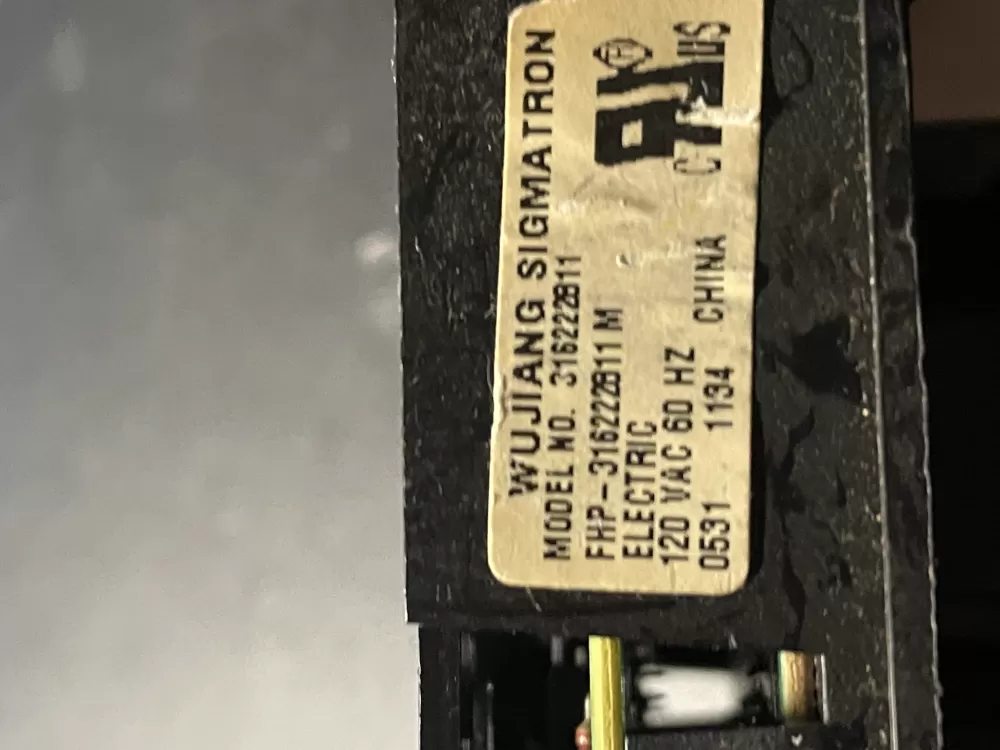 WUJIANG SIGMATRON
MODEL NO. 316222811
FHP-316222811 M
ELECTRIC
120 VAC 60 HZ
0531 1134 CHINA
C US